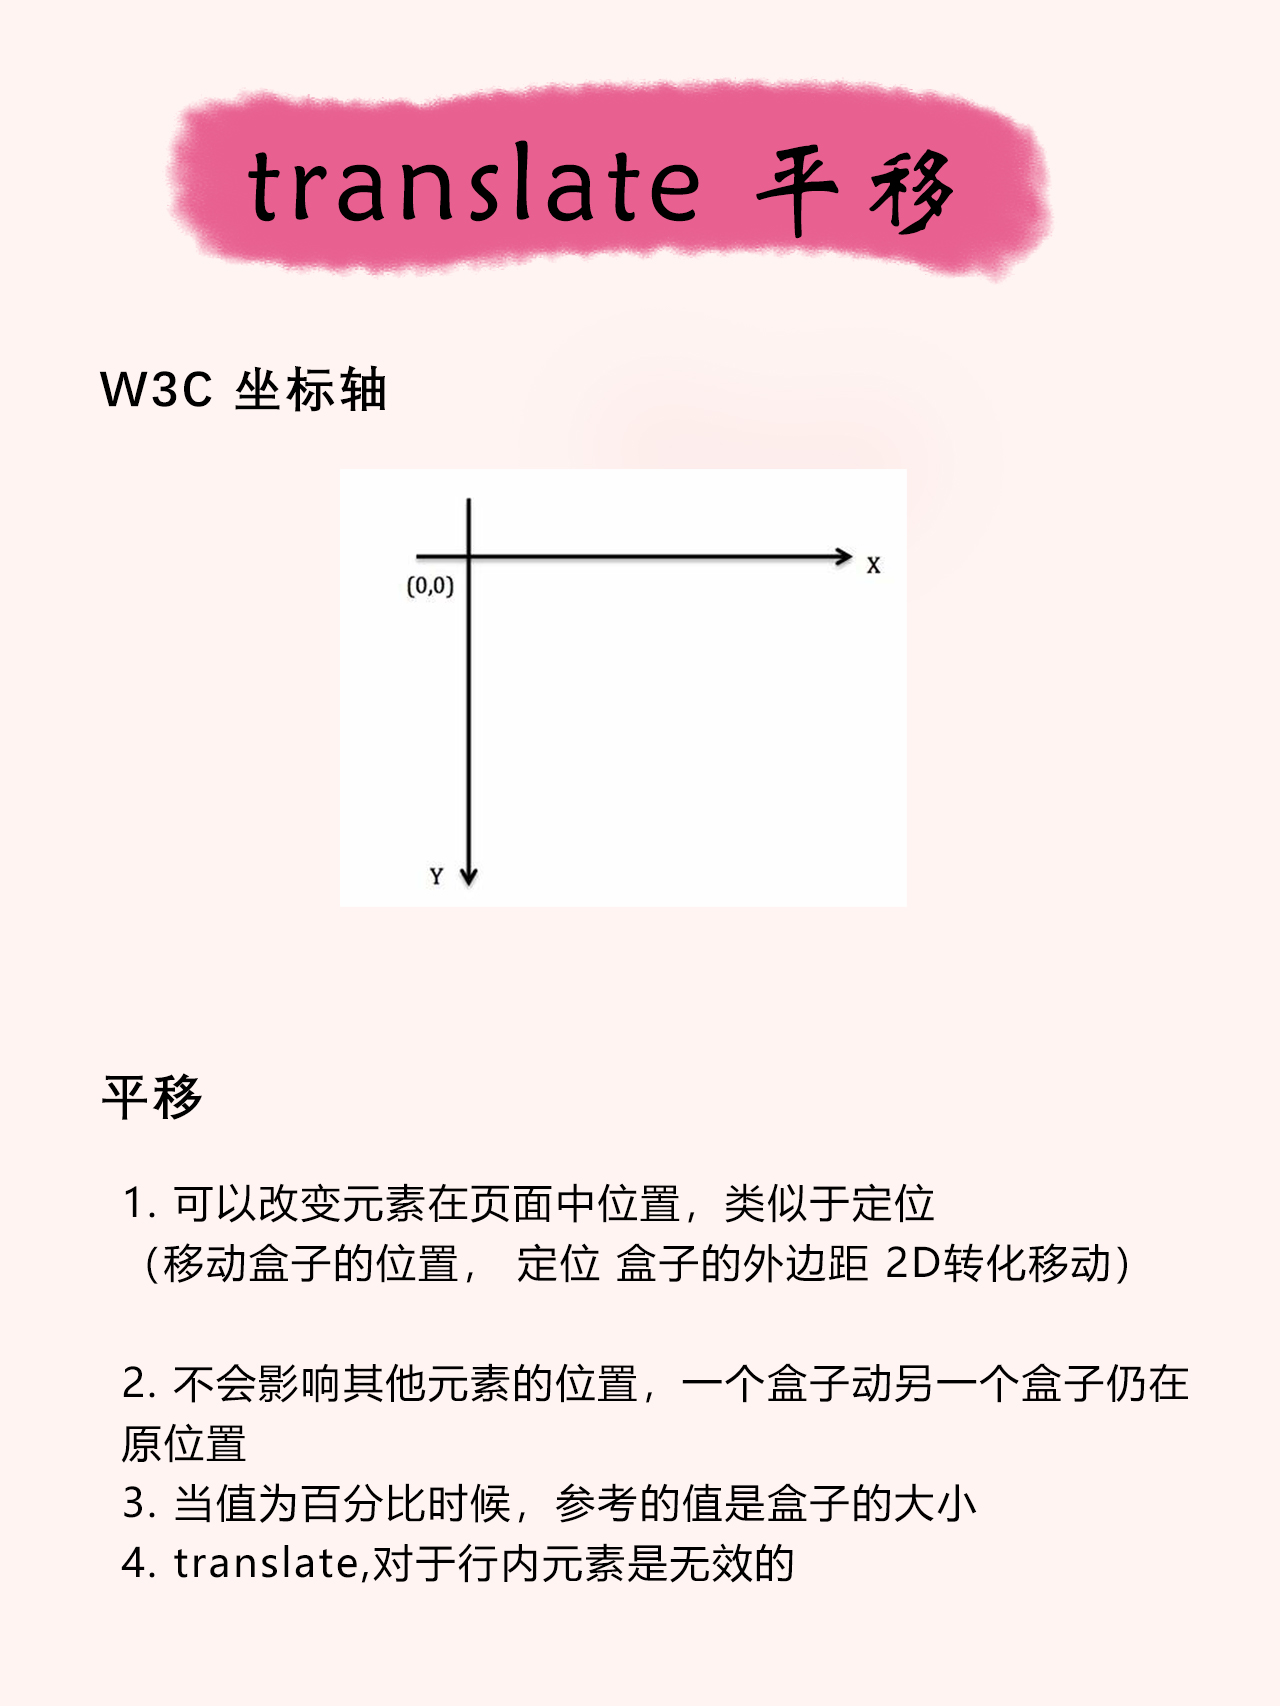 translate 平移
W3C 坐标轴
X
(0,0)
Y
平移
1. 可以改变元素在页面中位置，类似于定位
（移动盒子的位置， 定位 盒子的外边距 2D转化移动）
2. 不会影响其他元素的位置，一个盒子动另一个盒子仍在
原位置
3. 当值为百分比时候，参考的值是盒子的大小
4. translate,对于行内元素是无效的